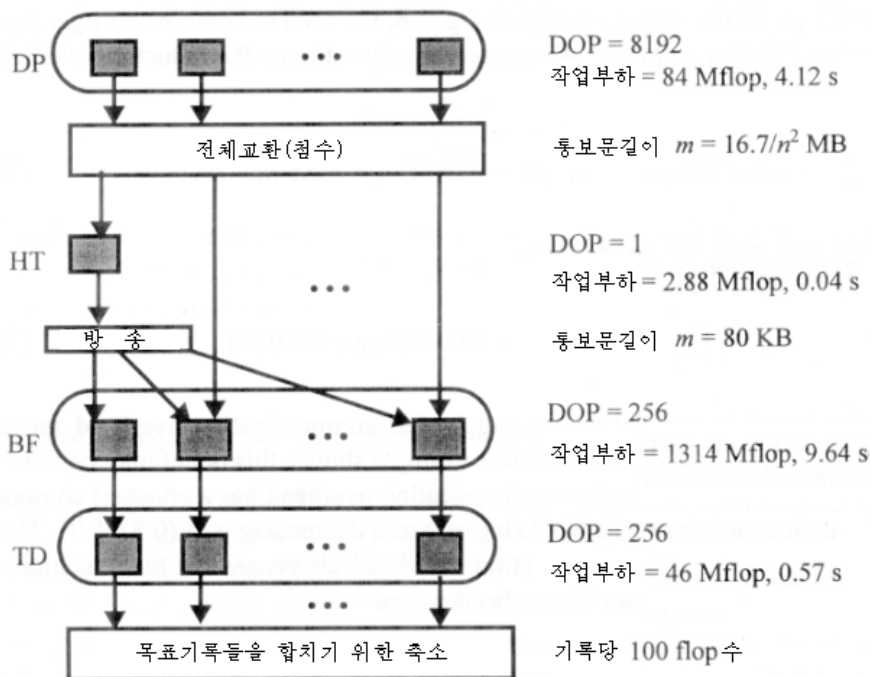 DP
...
DOP = 8192
작업부하 = 84 Mflop, 4.12 s
전체교환(첨수)
통보문길이 m = 16.7/n² MB
HT
...
DOP = 1
작업부하 = 2.88 Mflop, 0.04 s
방 송
통보문길이 m = 80 KB
BF
...
DOP = 256
작업부하 = 1314 Mflop, 9.64 s
TD
...
DOP = 256
작업부하 = 46 Mflop, 0.57 s
...
목표기록들을 합치기 위한 축소
기록당 100 flop수